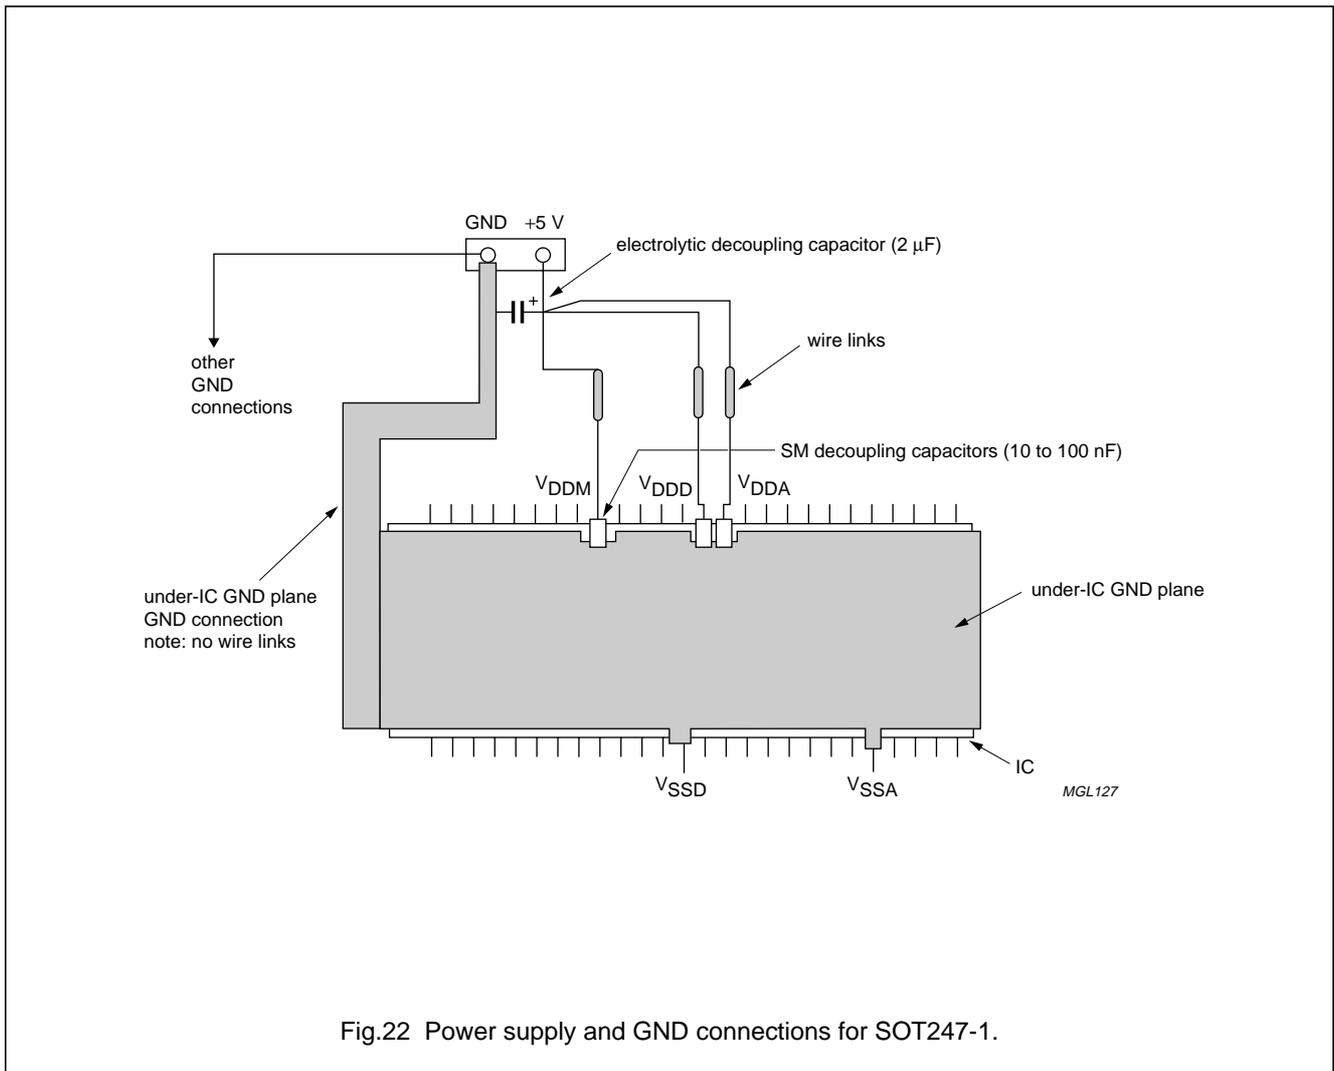 GND +5 V
electrolytic decoupling capacitor (2 μF)
+
wire links
other
GND
connections
SM decoupling capacitors (10 to 100 nF)
VDDM VDDD VDDA
under-IC GND plane
GND connection
note: no wire links
under-IC GND plane
IC
VSSD VSSA
MGL127
Fig.22 Power supply and GND connections for SOT247-1.